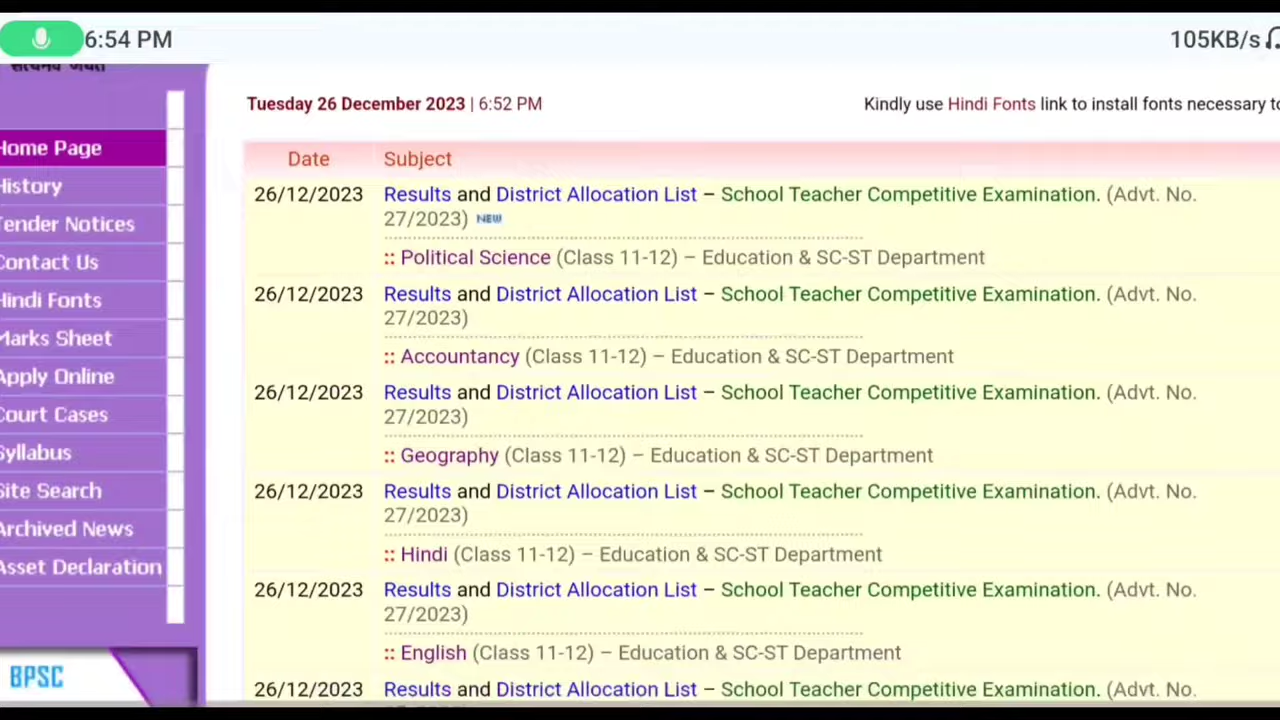 6:54 PM
105KB/s
सत्यमेव जयते
Tuesday 26 December 2023 | 6:52 PM
Kindly use Hindi Fonts link to install fonts necessary to
Home Page
History
Tender Notices
Contact Us
Hindi Fonts
Marks Sheet
Apply Online
Court Cases
Syllabus
Site Search
Archived News
Asset Declaration
BPSC
Date Subject
26/12/2023 Results and District Allocation List – School Teacher Competitive Examination. (Advt. No.
27/2023) NEW
:: Political Science (Class 11-12) – Education & SC-ST Department
26/12/2023 Results and District Allocation List – School Teacher Competitive Examination. (Advt. No.
27/2023)
:: Accountancy (Class 11-12) – Education & SC-ST Department
26/12/2023 Results and District Allocation List – School Teacher Competitive Examination. (Advt. No.
27/2023)
:: Geography (Class 11-12) – Education & SC-ST Department
26/12/2023 Results and District Allocation List – School Teacher Competitive Examination. (Advt. No.
27/2023)
:: Hindi (Class 11-12) – Education & SC-ST Department
26/12/2023 Results and District Allocation List – School Teacher Competitive Examination. (Advt. No.
27/2023)
:: English (Class 11-12) – Education & SC-ST Department
26/12/2023 Results and District Allocation List – School Teacher Competitive Examination. (Advt. No.